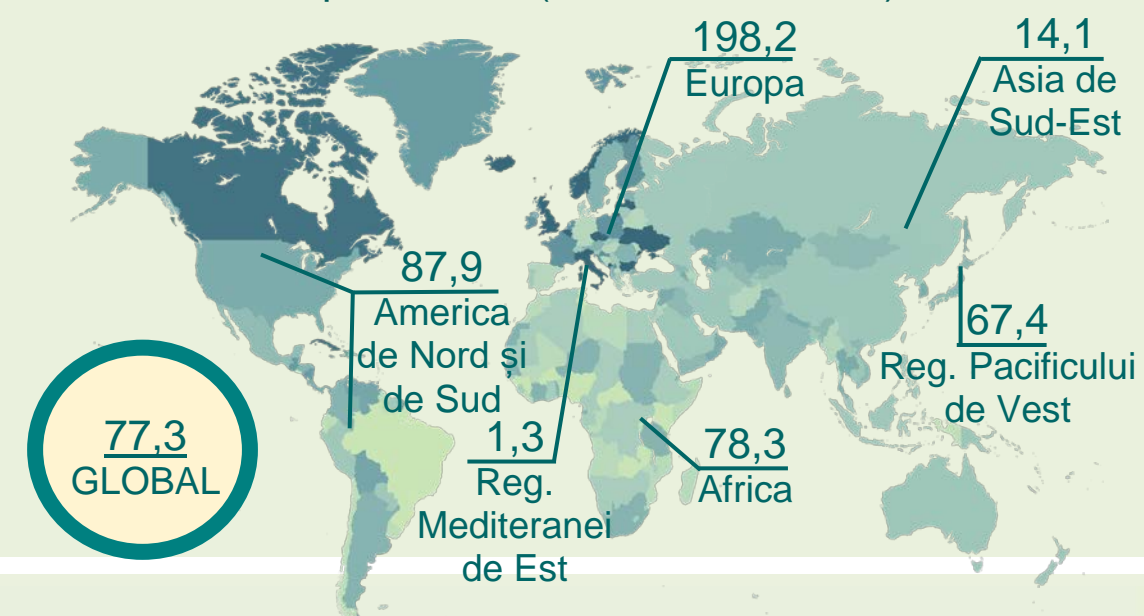 198,2
Europa
14,1
Asia de
Sud-Est
87,9
America
de Nord și
de Sud
67,4
Reg. Pacificului
de Vest
77,3
GLOBAL
1,3
Reg.
Mediteranei
de Est
78,3
Africa